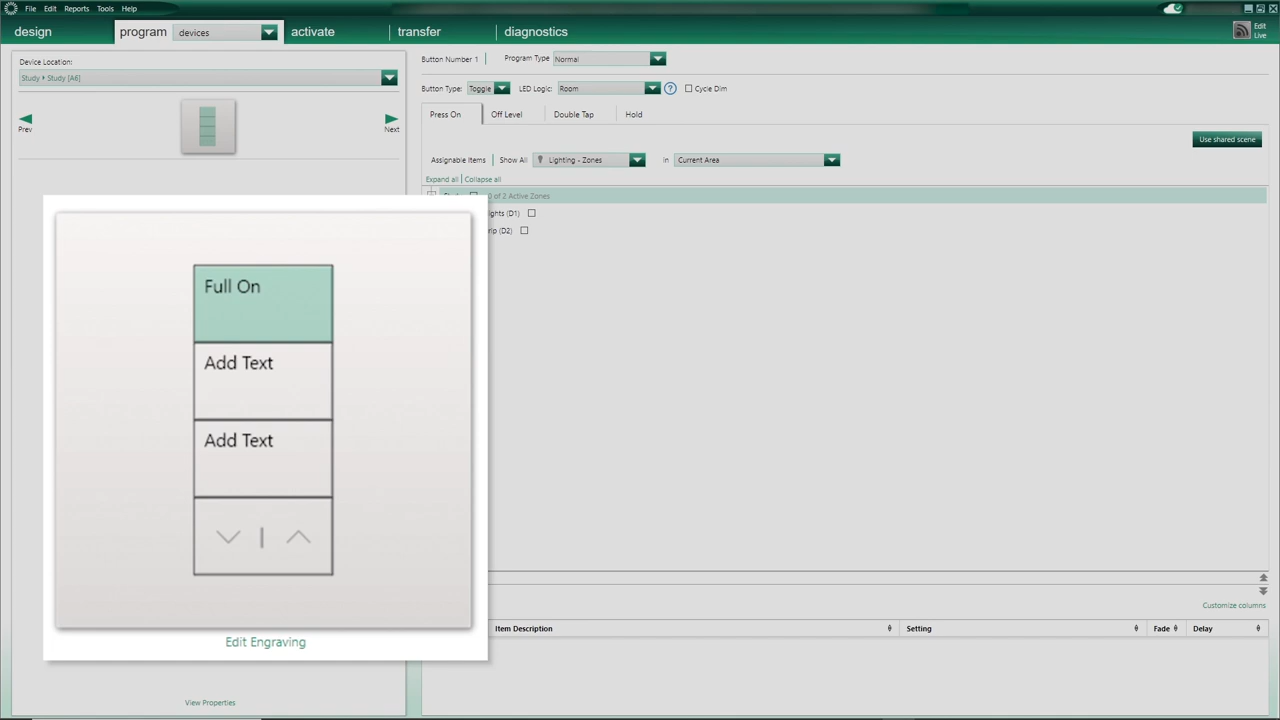 File Edit Reports Tools Help
design program devices activate transfer diagnostics
Edit
Live
Device Location:
Study Study [A6]
Prev
Next
Button Number 1 Program Type Normal
Button Type: Toggle LED Logic: Room ? Cycle Dim
Press On Off Level Double Tap Hold
Use shared scene
Assignable Items Show All Lighting - Zones in Current Area
Expand all Collapse all
0 of 2 Active Zones
(D1)
(D2)
Full On
Add Text
Add Text
Edit Engraving
Customize columns
Item Description Setting Fade Delay
View Properties